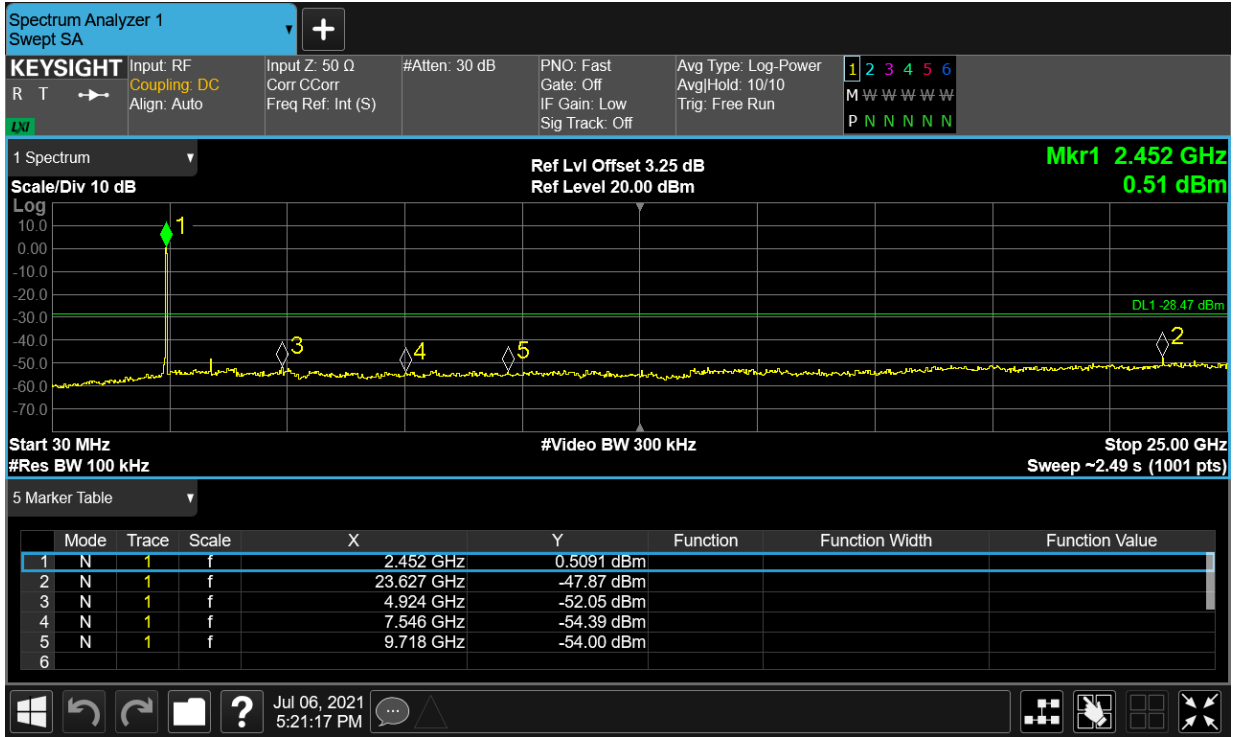 Spectrum Analyzer 1
Swept SA
KEYSIGHT Input: RF Input Z: 50 Ω #Atten: 30 dB PNO: Fast Avg Type: Log-Power 1 2 3 4 5 6
R T Coupling: DC Corr CCorr Gate: Off Avg|Hold: 10/10 M W W W W W
Align: Auto Freq Ref: Int (S) IF Gain: Low Trig: Free Run
LXI Sig Track: Off P N N N N N
1 Spectrum
Ref Lvl Offset 3.25 dB Mkr1 2.452 GHz
Scale/Div 10 dB Ref Level 20.00 dBm 0.51 dBm
Log
10.0
0.00
-10.0
-20.0
-30.0
-40.0
-50.0
-60.0
-70.0
1
DL1 -28.47 dBm
2
3
4
5
Start 30 MHz #Video BW 300 kHz Stop 25.00 GHz
#Res BW 100 kHz Sweep ~2.49 s (1001 pts)
5 Marker Table
Mode Trace Scale X Y Function Function Width Function Value
1 N 1 f 2.452 GHz 0.5091 dBm
2 N 1 f 23.627 GHz -47.87 dBm
3 N 1 f 4.924 GHz -52.05 dBm
4 N 1 f 7.546 GHz -54.39 dBm
5 N 1 f 9.718 GHz -54.00 dBm
6
? Jul 06, 2021
5:21:17 PM